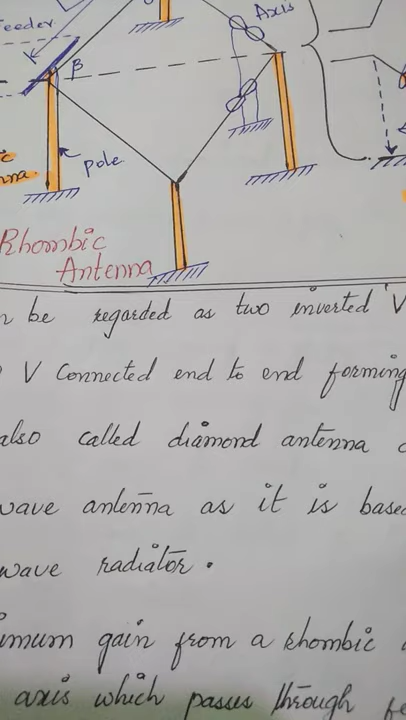 Feeder
Axis
β
pole
Rhombic
Antenna
be regarded as two inverted V
V Connected end to end forming
also called diamond antenna
wave antenna as it is based
wave radiator.
gain from a rhombic
axis which passes through